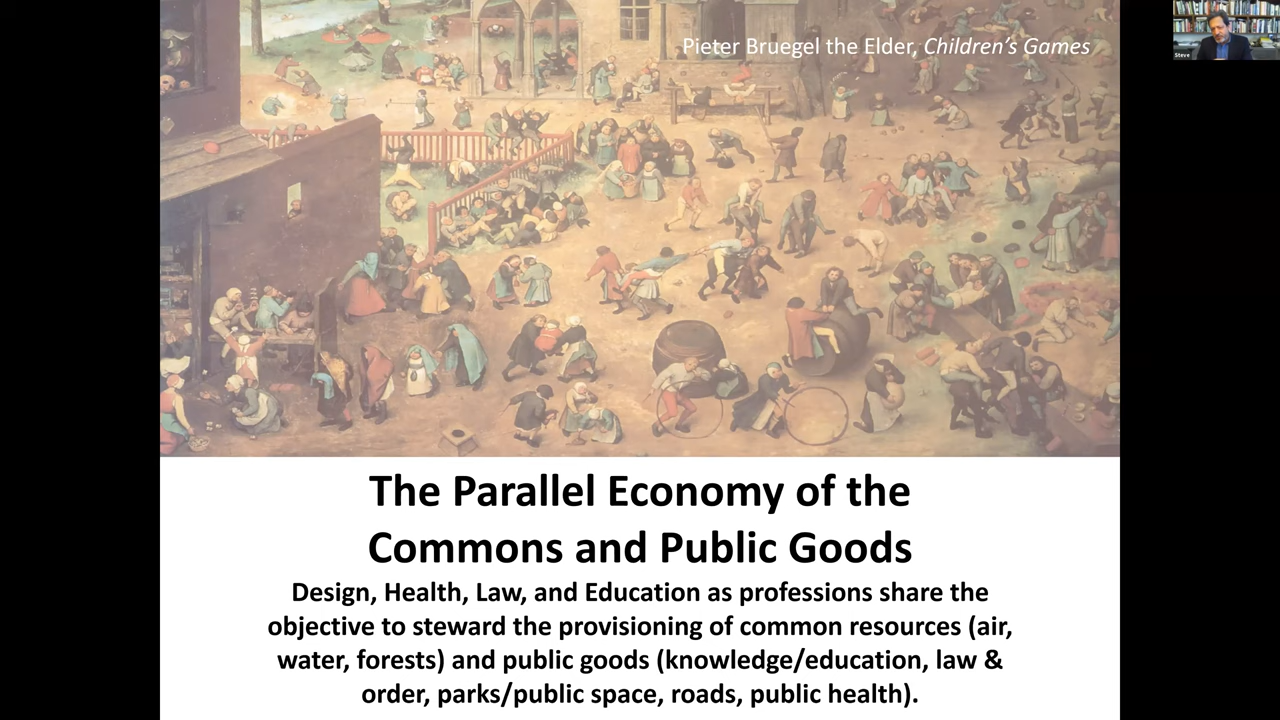 Pieter Bruegel the Elder, Children's Games
Steve
The Parallel Economy of the
Commons and Public Goods
Design, Health, Law, and Education as professions share the
objective to steward the provisioning of common resources (air,
water, forests) and public goods (knowledge/education, law &
order, parks/public space, roads, public health).